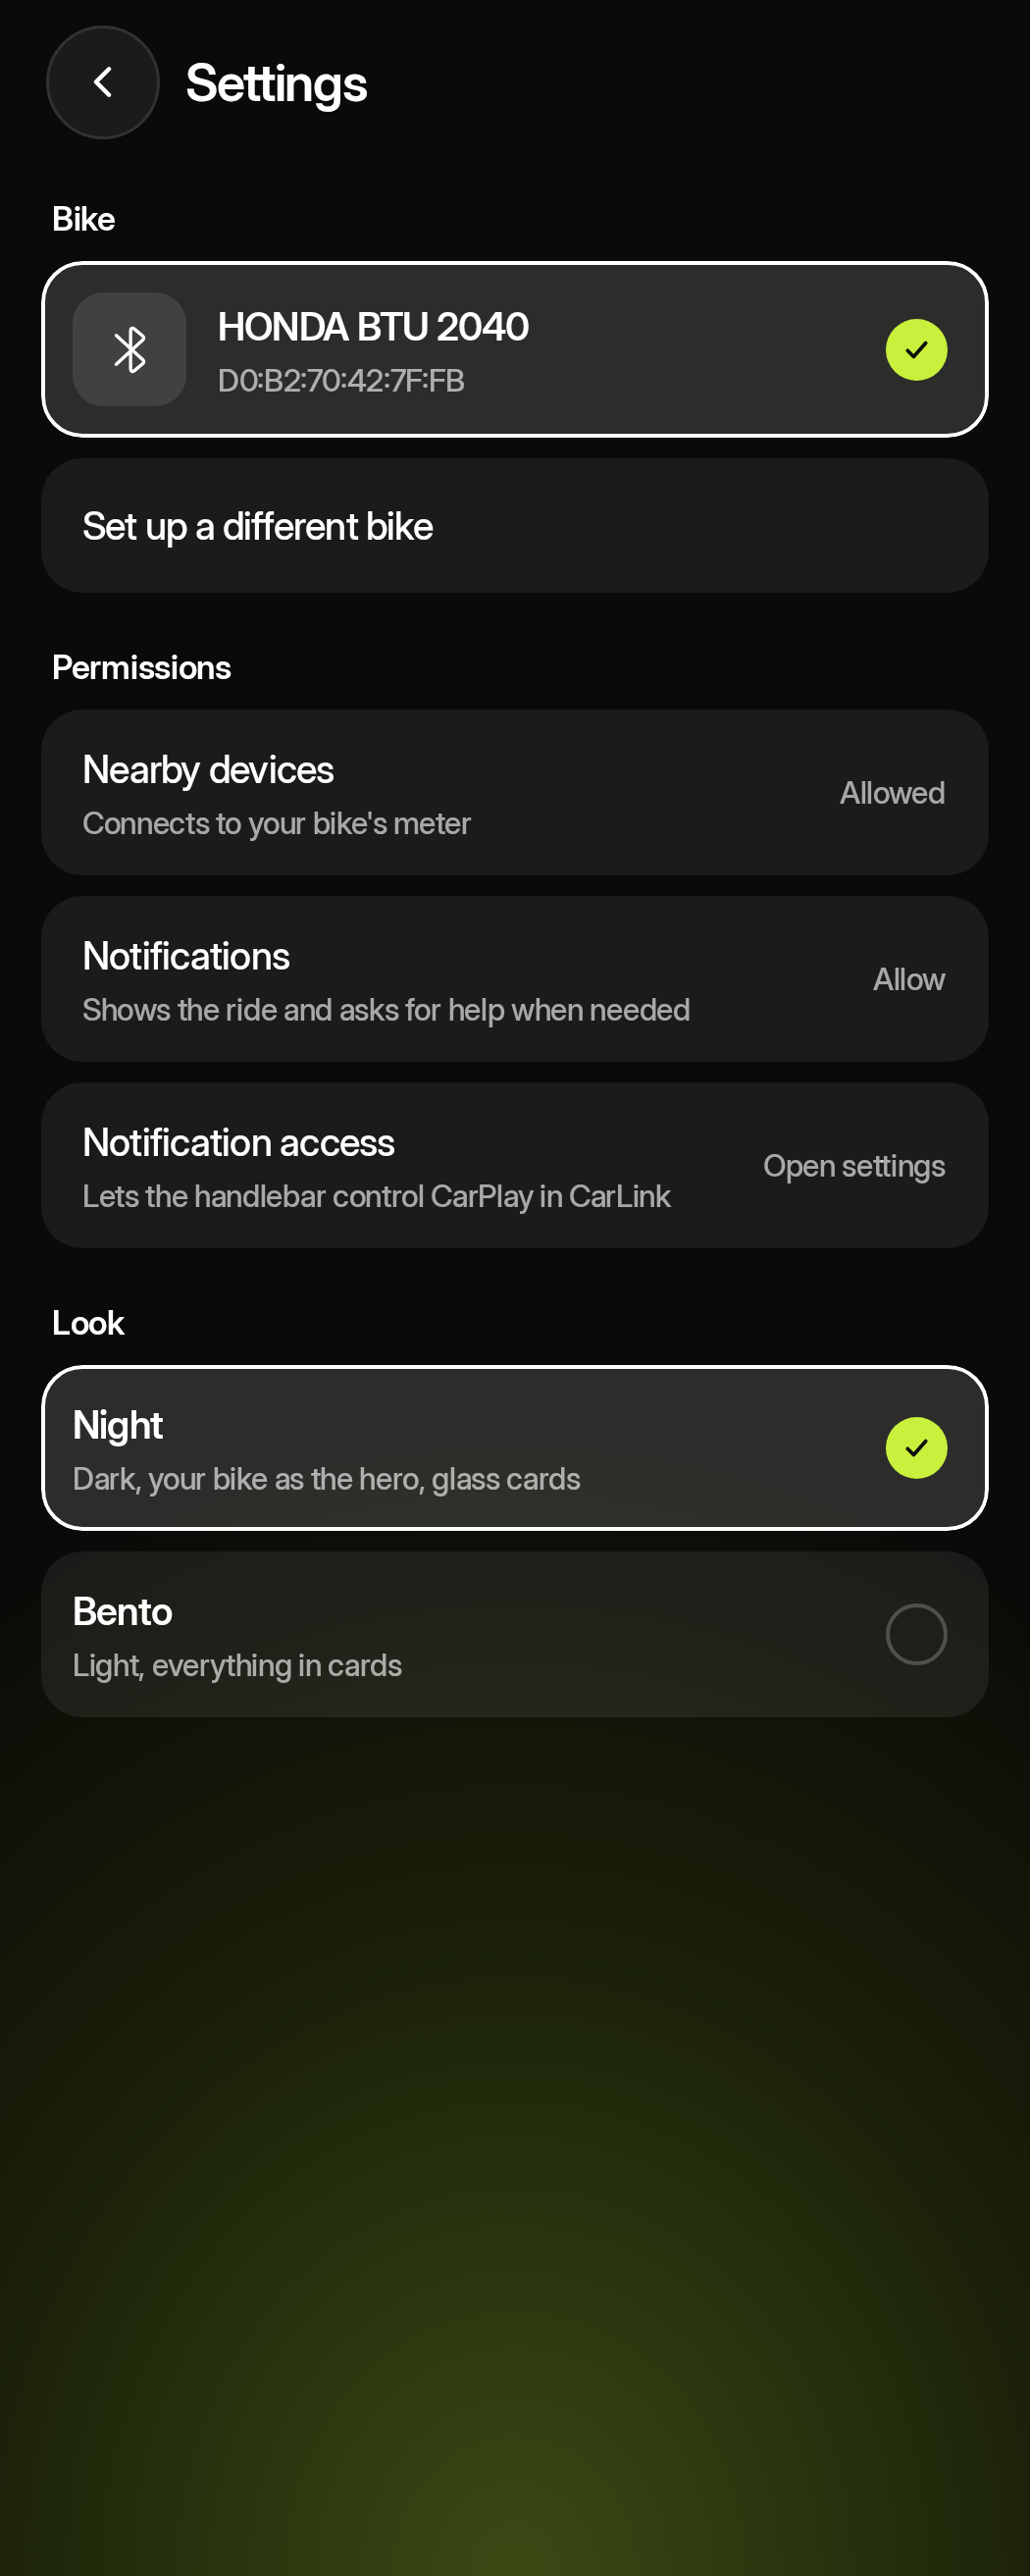 Settings
Bike
HONDA BTU 2040
D0:B2:70:42:7F:FB
Set up a different bike
Permissions
Nearby devices
Connects to your bike's meter
Allowed
Notifications
Shows the ride and asks for help when needed
Allow
Notification access
Lets the handlebar control CarPlay in CarLink
Open settings
Look
Night
Dark, your bike as the hero, glass cards
Bento
Light, everything in cards